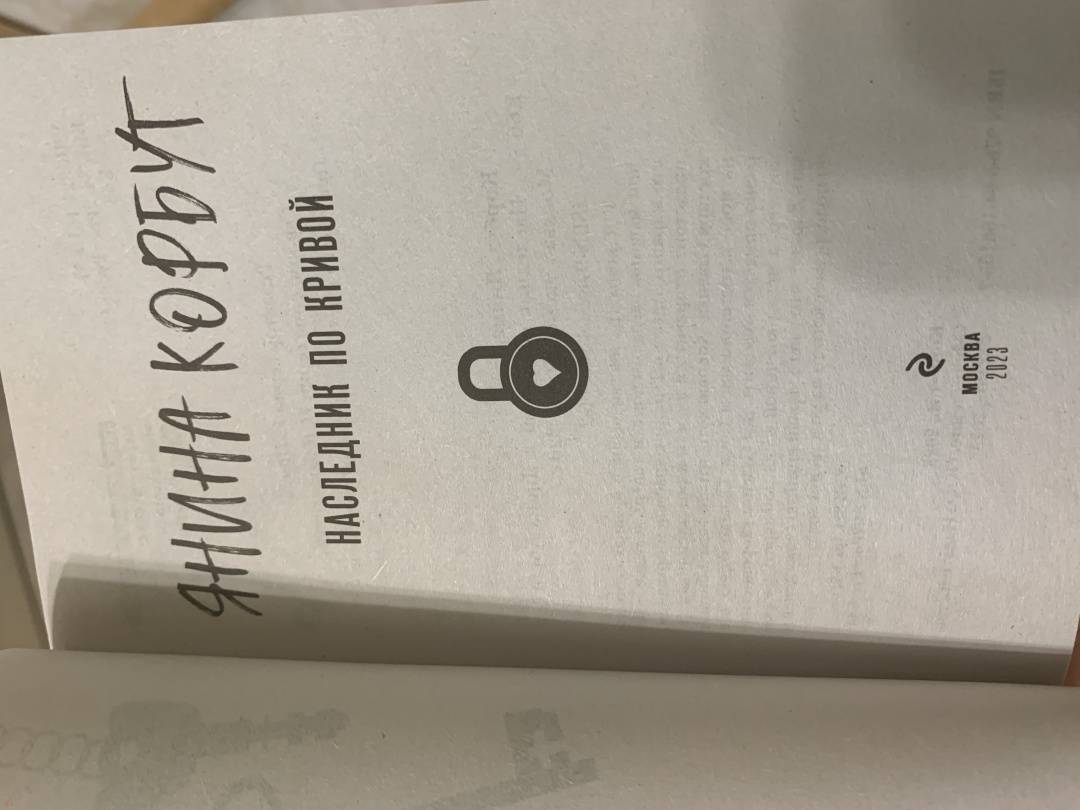 ЯНИНА КОРБУТ
НАСЛЕДНИК ПО КРИВОЙ
МОСКВА
2023